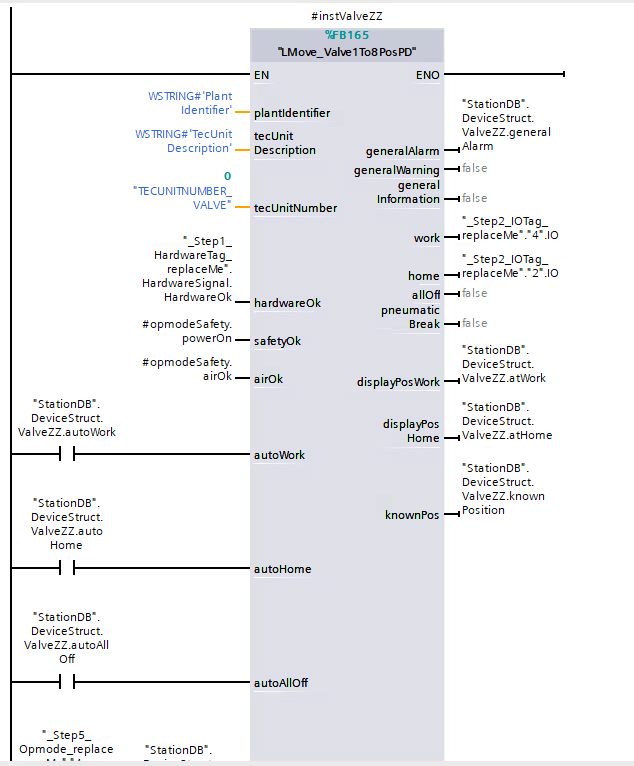 #instValveZZ
%FB165
"LMove_Valve1To8PosPD"
EN
ENO
WSTRING#'Plant
Identifier'
plantIdentifier
WSTRING#'TecUnit
Description'
tecUnit
Description
0
"TECUNITNUMBER_
VALVE"
tecUnitNumber
"_Step1_
HardwareTag_
replaceMe".
HardwareSignal.
HardwareOk
hardwareOk
#opmodeSafety.
powerOn
safetyOk
#opmodeSafety.
airOk
airOk
"StationDB".
DeviceStruct.
ValveZZ.autoWork
autoWork
"StationDB".
DeviceStruct.
ValveZZ.auto
Home
autoHome
"StationDB".
DeviceStruct.
ValveZZ.autoAll
Off
autoAllOff
"_Step5_
Opmode_replace
"StationDB".
generalAlarm
"StationDB".
DeviceStruct.
ValveZZ.general
Alarm
generalWarning
false
general
Information
false
work
"_Step2_IOTag_
replaceMe"."4".IO
home
"_Step2_IOTag_
replaceMe"."2".IO
allOff
false
pneumatic
Break
false
displayPosWork
"StationDB".
DeviceStruct.
ValveZZ.atWork
displayPos
Home
"StationDB".
DeviceStruct.
ValveZZ.atHome
knownPos
"StationDB".
DeviceStruct.
ValveZZ.known
Position